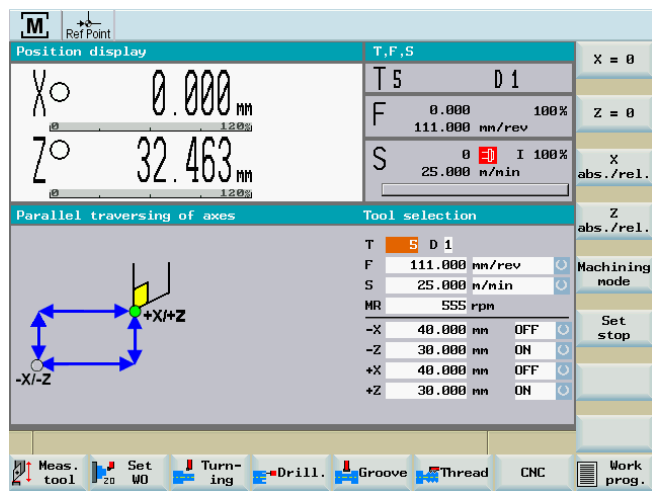 M
Ref Point
Position display
X 0.000 mm
0 120%
Z 32.463 mm
0 120%
T,F,S
T 5 D 1
F 0.000 100%
111.000 mm/rev
S 0 I 100%
25.000 m/min
Parallel traversing of axes
+X/+Z
-X/-Z
Tool selection
T 5 D 1
F 111.000 mm/rev
S 25.000 m/min
MR 555 rpm
-X 40.000 mm OFF
-Z 30.000 mm ON
+X 40.000 mm OFF
+Z 30.000 mm ON
X = 0
Z = 0
X
abs./rel.
Z
abs./rel.
Machining
mode
Set
stop
Meas.
tool
Z0
Set
WO
Turn-
ing
Drill.
Groove
Thread
CNC
Work
prog.